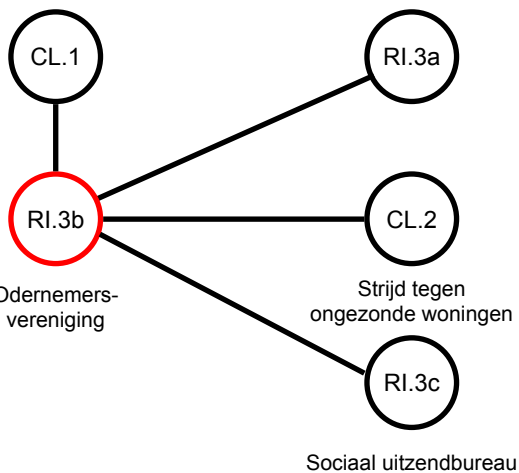 CL.1
RI.3a
RI.3b
CL.2
Odernemers-
vereniging
Strijd tegen
ongezonde woningen
RI.3c
Sociaal uitzendbureau